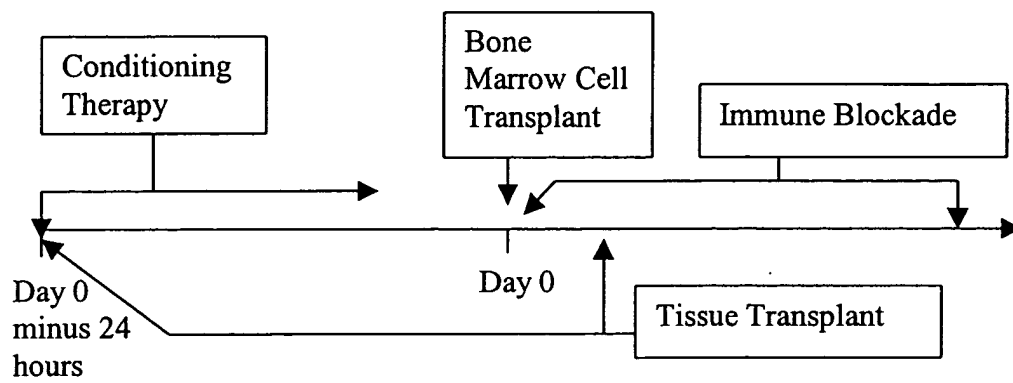 Conditioning
Therapy
Bone
Marrow Cell
Transplant
Immune Blockade
Day 0
minus 24
hours
Day 0
Tissue Transplant